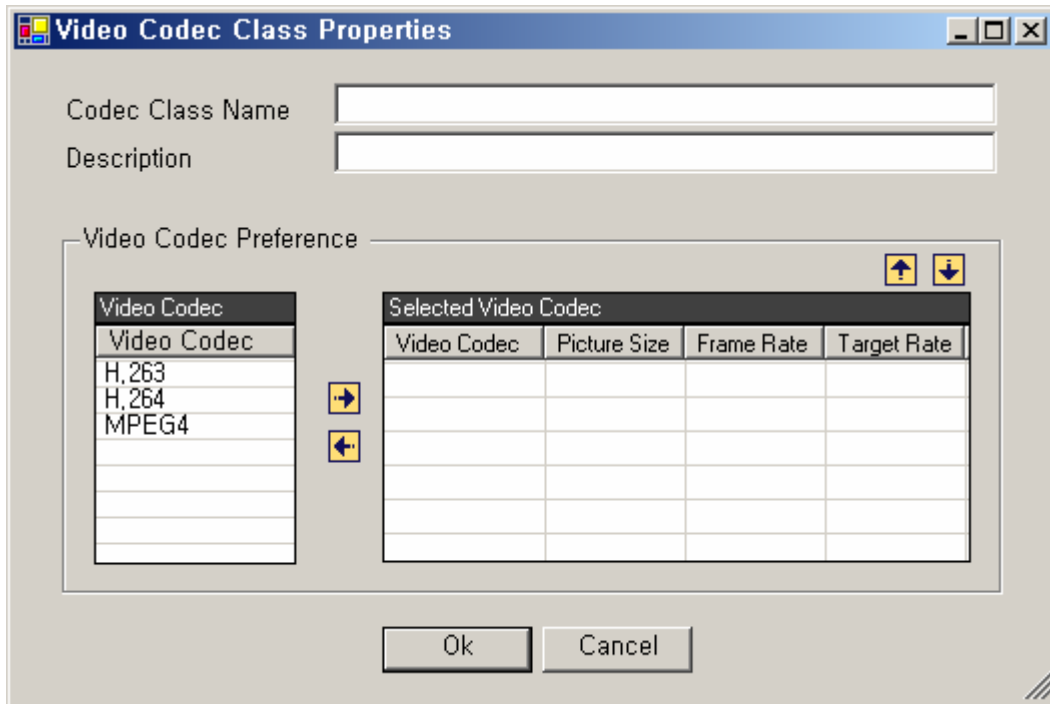 Video Codec Class Properties
Codec Class Name
Description
Video Codec Preference
Video Codec
Video Codec
H,263
H,264
MPEG4
Selected Video Codec
Video Codec Picture Size Frame Rate Target Rate
Ok Cancel